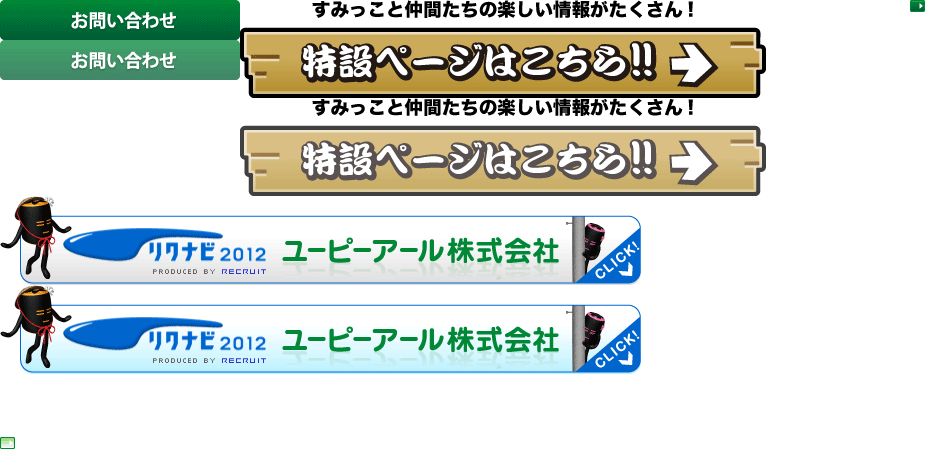 お問い合わせ
お問い合わせ
すみっこと仲間たちの楽しい情報がたくさん!
特設ページはこちら!!
すみっこと仲間たちの楽しい情報がたくさん!
特設ページはこちら!!
リクナビ2012 ユーピーアール株式会社 CLICK!
PRODUCED BY RECRUIT
リクナビ2012 ユーピーアール株式会社 CLICK!
PRODUCED BY RECRUIT